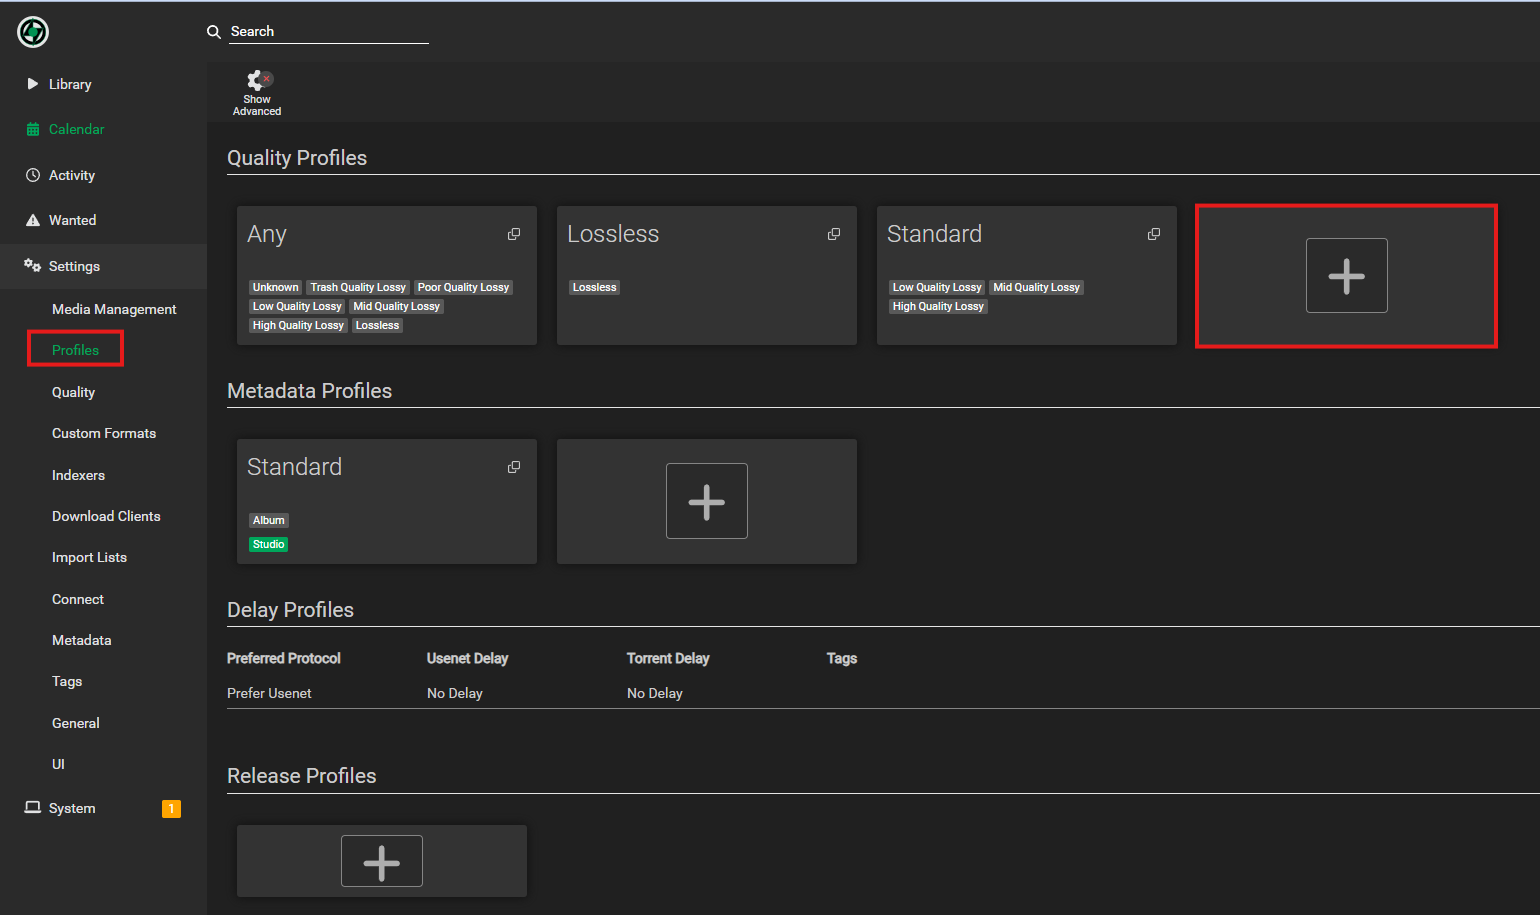 Search
Library
Calendar
Activity
Wanted
Settings
Media Management
Profiles
Quality
Custom Formats
Indexers
Download Clients
Import Lists
Connect
Metadata
Tags
General
UI
System 1
Show
Advanced
Quality Profiles
Any
Unknown Trash Quality Lossy Poor Quality Lossy
Low Quality Lossy Mid Quality Lossy
High Quality Lossy Lossless
Lossless
Lossless
Standard
Low Quality Lossy Mid Quality Lossy
High Quality Lossy
Metadata Profiles
Standard
Album
Studio
Delay Profiles
Preferred Protocol Usenet Delay Torrent Delay Tags
Prefer Usenet No Delay No Delay
Release Profiles